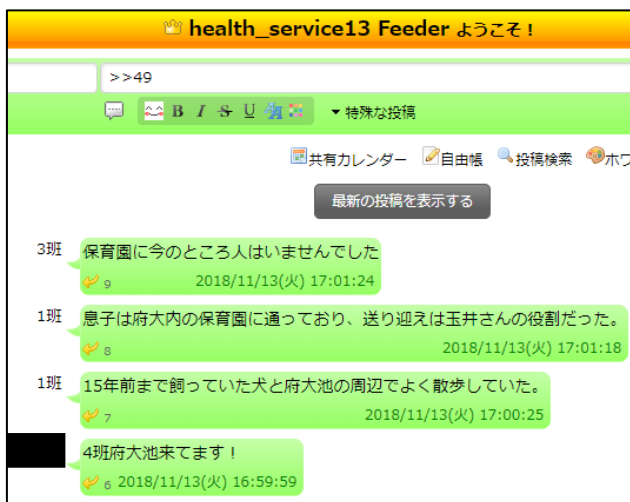 health_service13 Feeder ようこそ！
>>49
B I S U 特殊な投稿
共有カレンダー 自由帳 投稿検索 ホワ
最新の投稿を表示する
3班 保育園に今のところ人はいませんでした
9 2018/11/13(火) 17:01:24
1班 息子は府大内の保育園に通っており、送り迎えは玉井さんの役割だった。
8 2018/11/13(火) 17:01:18
1班 15年前まで飼っていた犬と府大池の周辺でよく散歩していた。
7 2018/11/13(火) 17:00:25
4班府大池来てます！
6 2018/11/13(火) 16:59:59